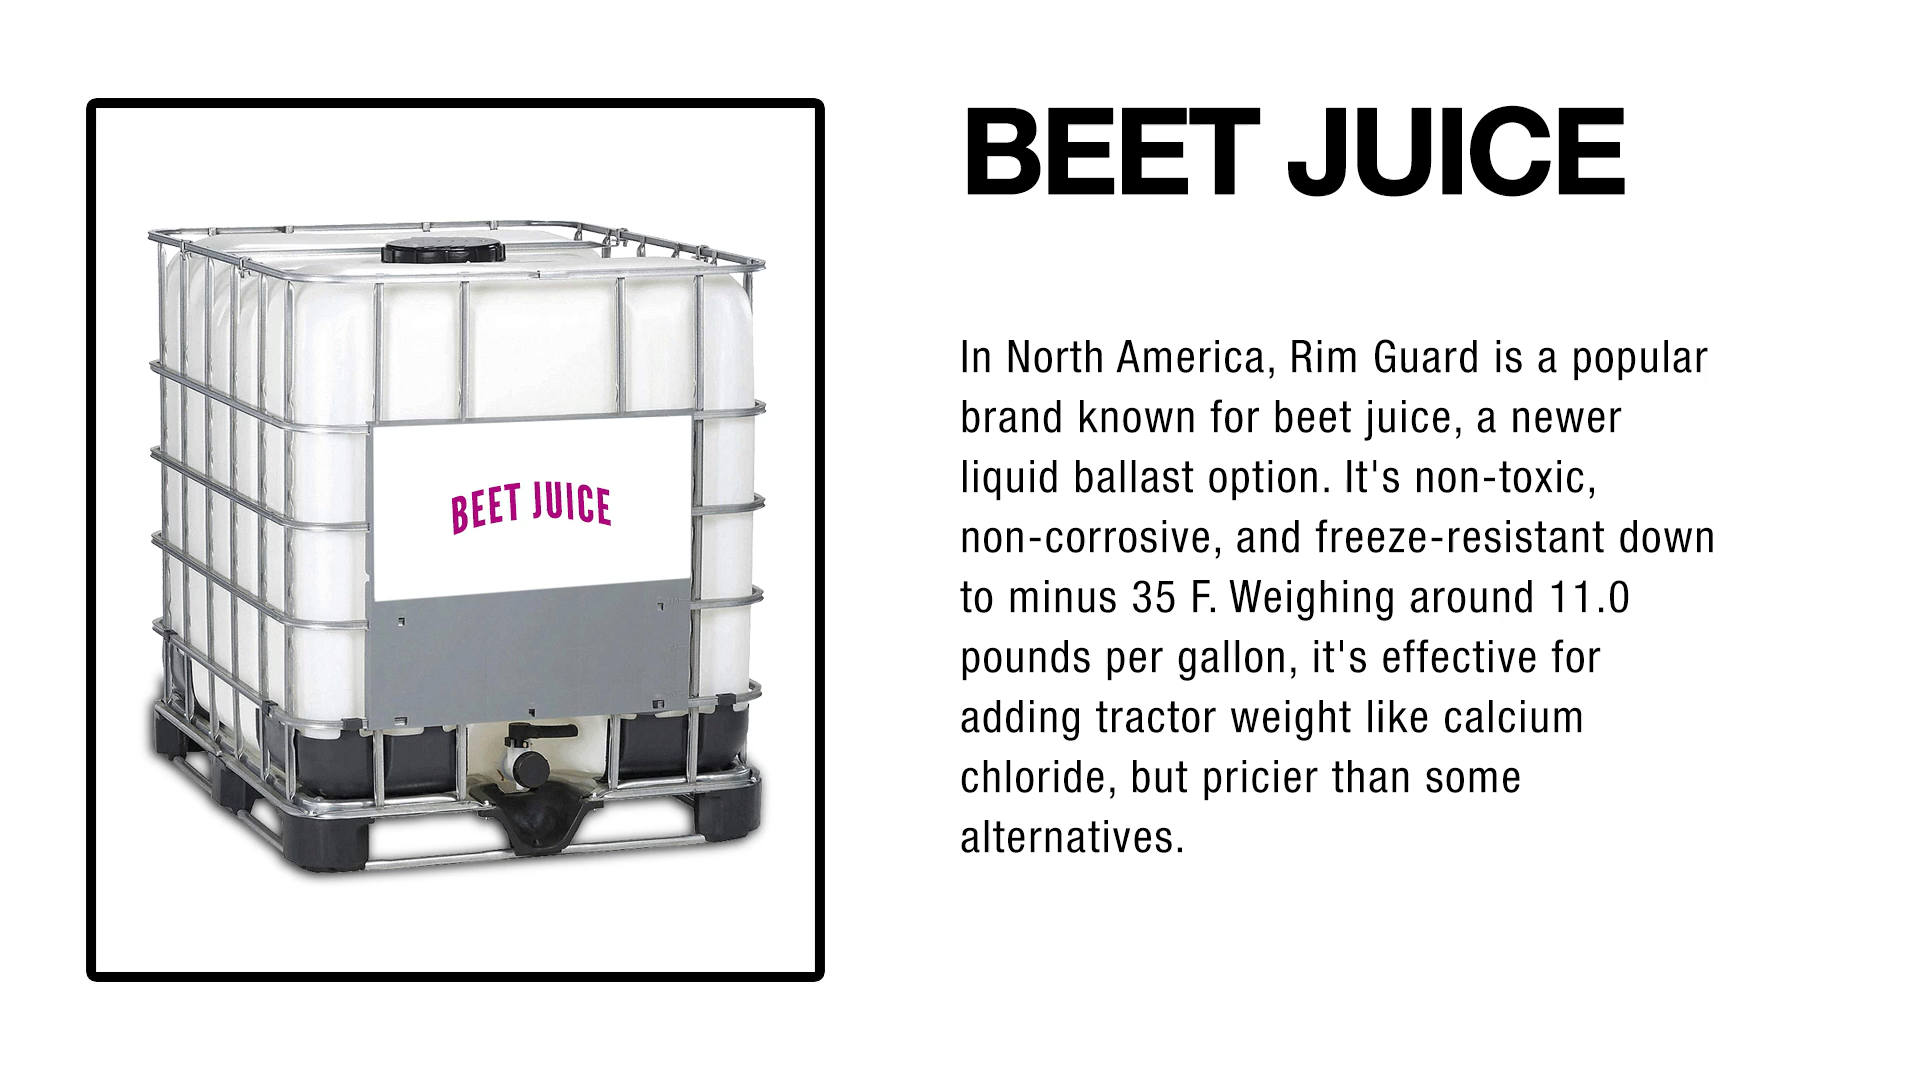 BEET JUICE
BEET JUICE
In North America, Rim Guard is a popular
brand known for beet juice, a newer
liquid ballast option. It's non-toxic,
non-corrosive, and freeze-resistant down
to minus 35 F. Weighing around 11.0
pounds per gallon, it's effective for
adding tractor weight like calcium
chloride, but pricier than some
alternatives.